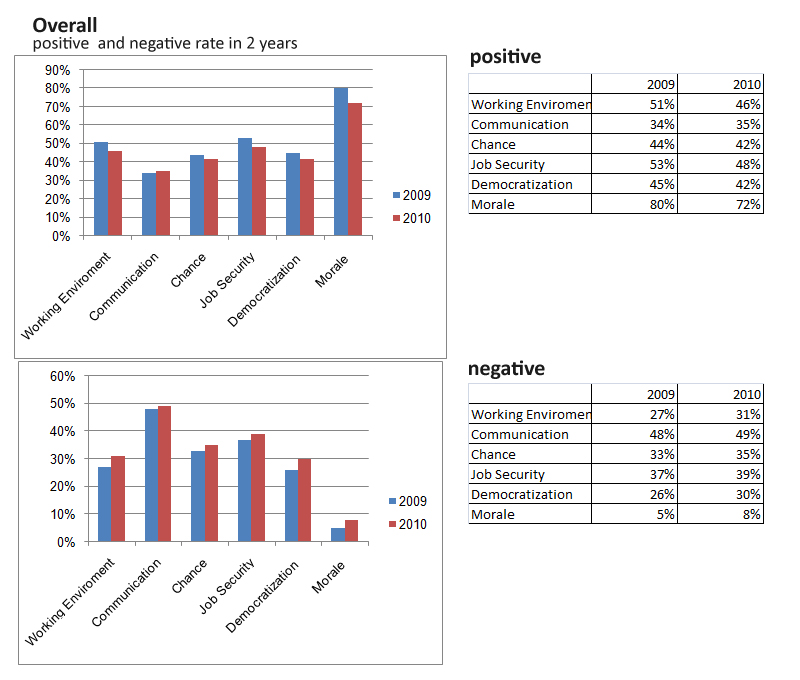 Overall
positive and negative rate in 2 years
90%
80%
70%
60%
50%
40%
30%
20%
10%
0%
Working Enviroment
Communication
Chance
Job Security
Democratization
Morale
2009
2010
positive
2009 2010
Working Enviromen 51% 46%
Communication 34% 35%
Chance 44% 42%
Job Security 53% 48%
Democratization 45% 42%
Morale 80% 72%
60%
50%
40%
30%
20%
10%
0%
Working Enviroment
Communication
Chance
Job Security
Democratization
Morale
2009
2010
negative
2009 2010
Working Enviromen 27% 31%
Communication 48% 49%
Chance 33% 35%
Job Security 37% 39%
Democratization 26% 30%
Morale 5% 8%